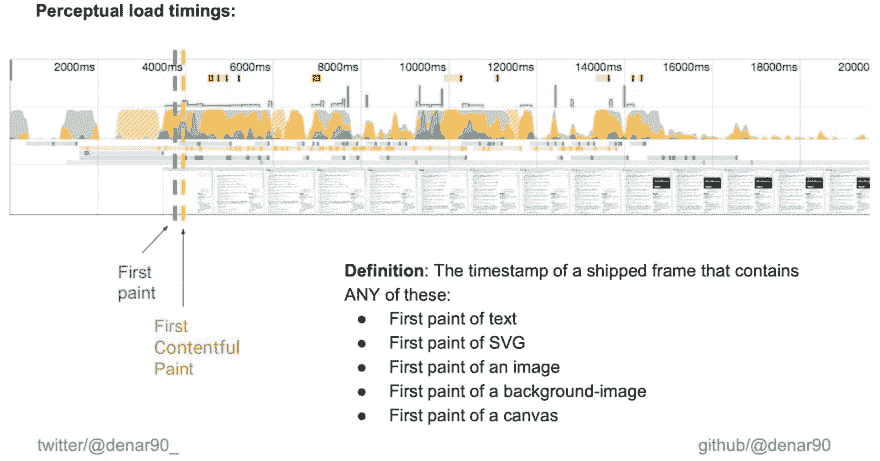 Perceptual load timings:
2000ms 4000ms 6000ms 8000ms 10000ms 12000ms 14000ms 16000ms 18000ms 20000
First
paint
First
Contentful
Paint
Definition: The timestamp of a shipped frame that contains
ANY of these:
● First paint of text
● First paint of SVG
● First paint of an image
● First paint of a background-image
● First paint of a canvas
twitter/@denar90_
github/@denar90